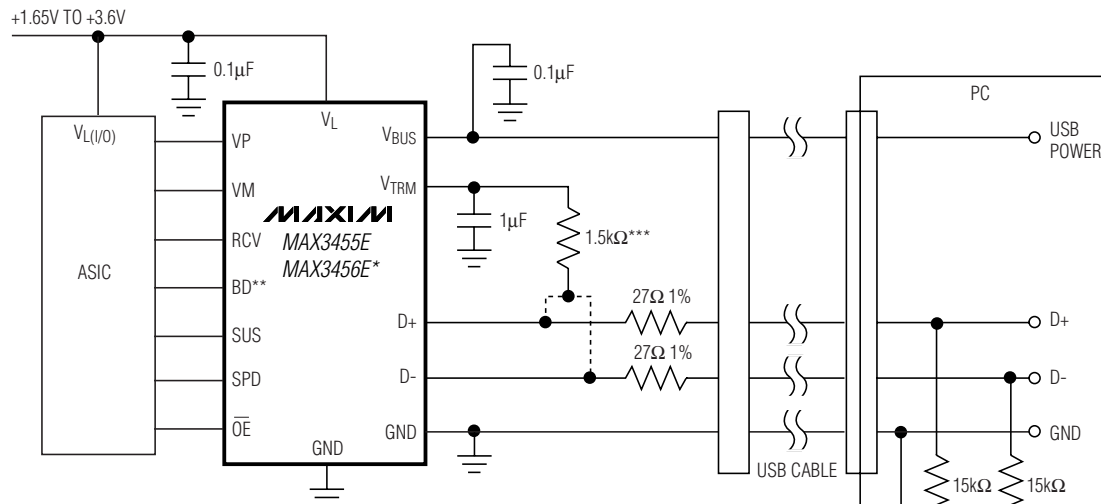 +1.65V TO +3.6V
0.1µF
0.1µF
PC
VL(I/O)
VL
VP
VBUS
USB
POWER
VM
VTRM
MAXIM
1µF
RCV
MAX3455E
1.5kΩ***
ASIC
MAX3456E*
BD**
27Ω 1%
SUS
D+
D+
27Ω 1%
SPD
D-
D-
OE
GND
GND
GND
USB CABLE
15kΩ
15kΩ